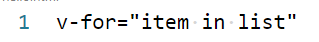 1 v-for="item in list"